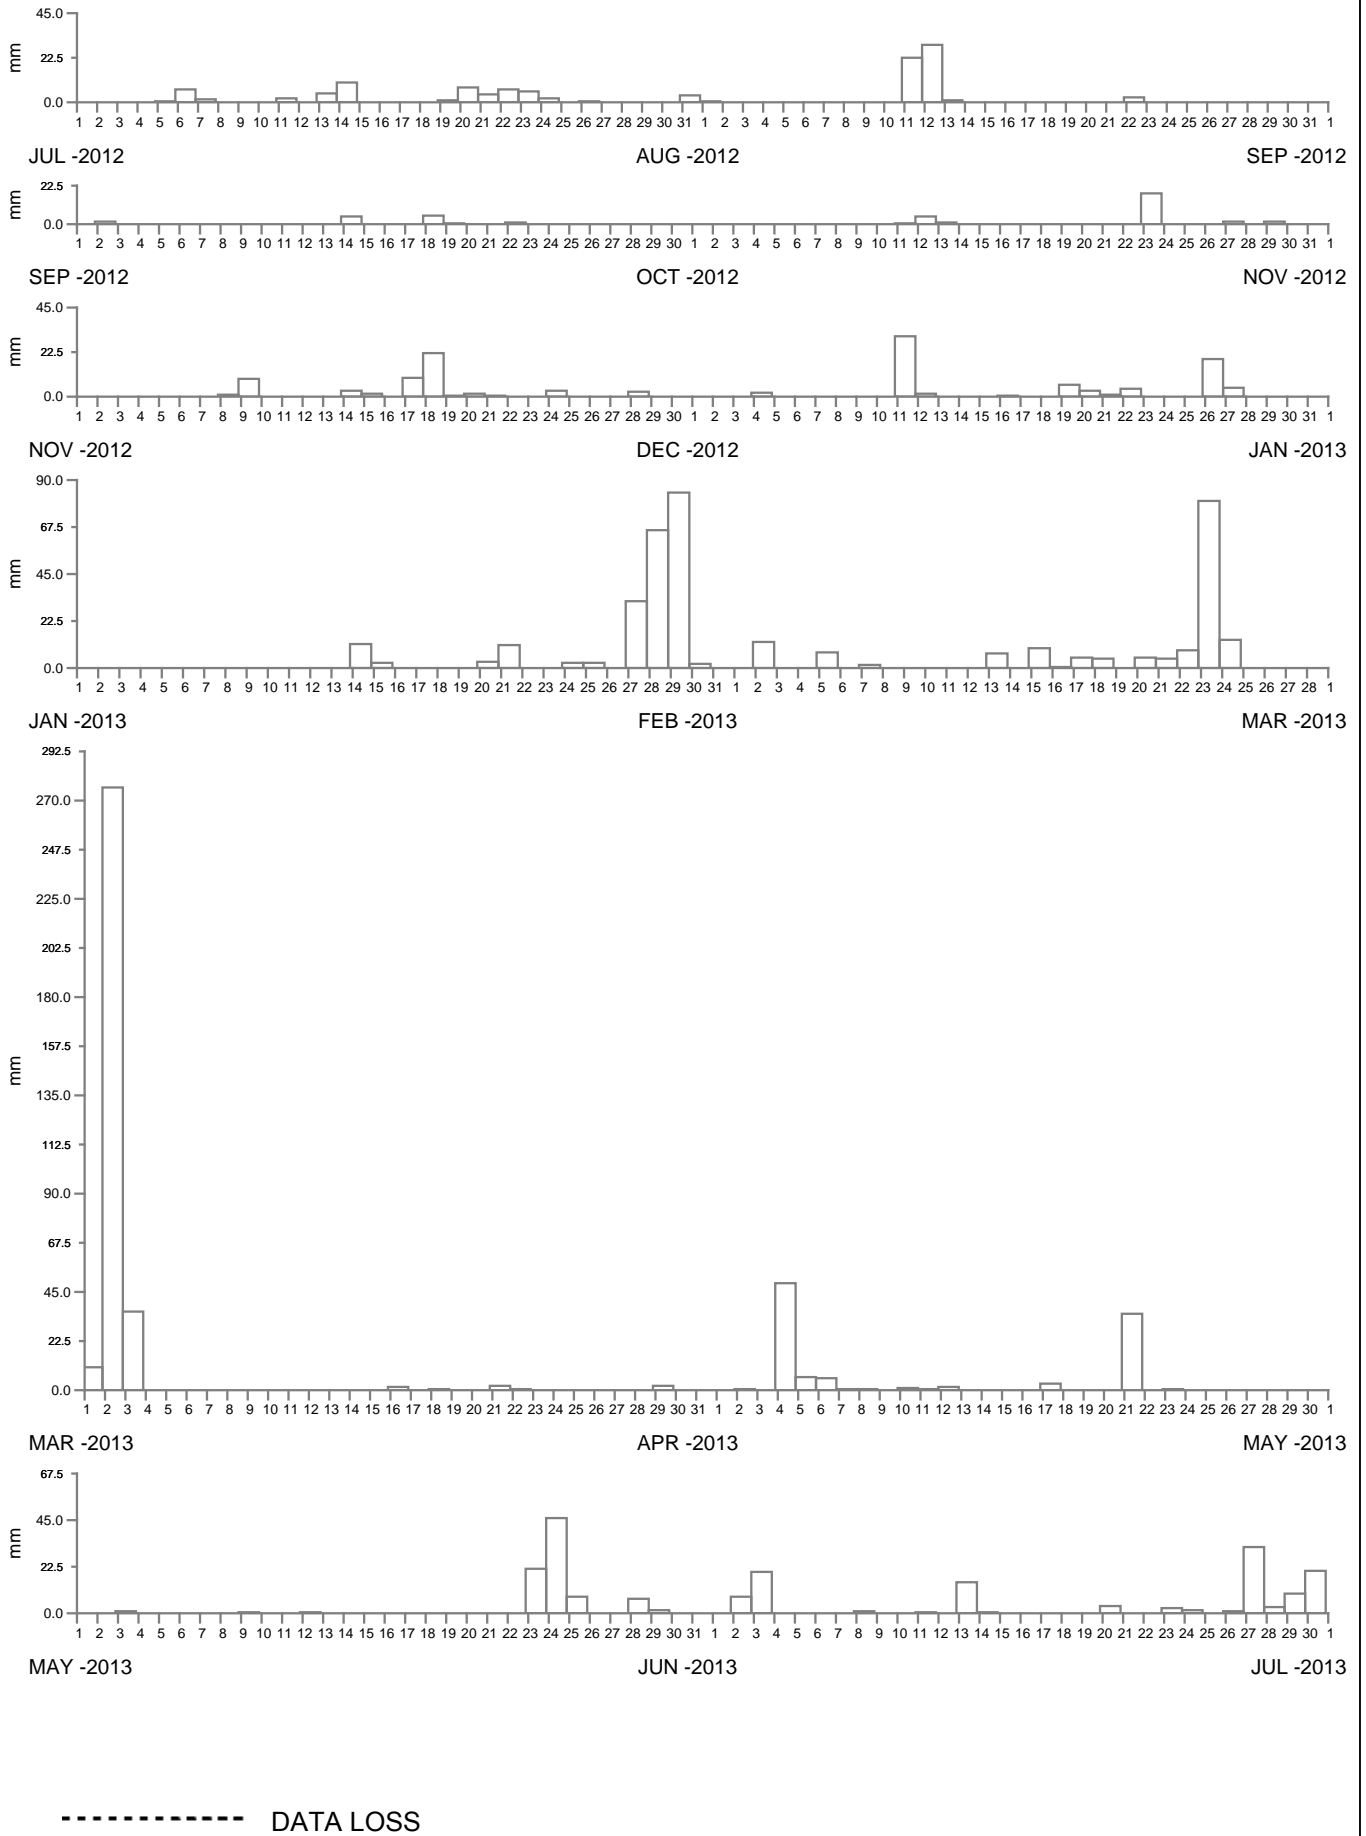 45.0
mm
22.5
0.0
1 2 3 4 5 6 7 8 9 10 11 12 13 14 15 16 17 18 19 20 21 22 23 24 25 26 27 28 29 30 31 1 2 3 4 5 6 7 8 9 10 11 12 13 14 15 16 17 18 19 20 21 22 23 24 25 26 27 28 29 30 31 1
JUL -2012 AUG -2012 SEP -2012
22.5
mm
0.0
1 2 3 4 5 6 7 8 9 10 11 12 13 14 15 16 17 18 19 20 21 22 23 24 25 26 27 28 29 30 1 2 3 4 5 6 7 8 9 10 11 12 13 14 15 16 17 18 19 20 21 22 23 24 25 26 27 28 29 30 31 1
SEP -2012 OCT -2012 NOV -2012
45.0
mm
22.5
0.0
1 2 3 4 5 6 7 8 9 10 11 12 13 14 15 16 17 18 19 20 21 22 23 24 25 26 27 28 29 30 1 2 3 4 5 6 7 8 9 10 11 12 13 14 15 16 17 18 19 20 21 22 23 24 25 26 27 28 29 30 31 1
NOV -2012 DEC -2012 JAN -2013
90.0
67.5
mm
45.0
22.5
0.0
1 2 3 4 5 6 7 8 9 10 11 12 13 14 15 16 17 18 19 20 21 22 23 24 25 26 27 28 29 30 31 1 2 3 4 5 6 7 8 9 10 11 12 13 14 15 16 17 18 19 20 21 22 23 24 25 26 27 28 1
JAN -2013 FEB -2013 MAR -2013
292.5
270.0
247.5
225.0
202.5
180.0
157.5
mm
135.0
112.5
90.0
67.5
45.0
22.5
0.0
1 2 3 4 5 6 7 8 9 10 11 12 13 14 15 16 17 18 19 20 21 22 23 24 25 26 27 28 29 30 31 1 2 3 4 5 6 7 8 9 10 11 12 13 14 15 16 17 18 19 20 21 22 23 24 25 26 27 28 29 30 1
MAR -2013 APR -2013 MAY -2013
67.5
45.0
mm
22.5
0.0
1 2 3 4 5 6 7 8 9 10 11 12 13 14 15 16 17 18 19 20 21 22 23 24 25 26 27 28 29 30 31 1 2 3 4 5 6 7 8 9 10 11 12 13 14 15 16 17 18 19 20 21 22 23 24 25 26 27 28 29 30 1
MAY -2013 JUN -2013 JUL -2013
DATA LOSS